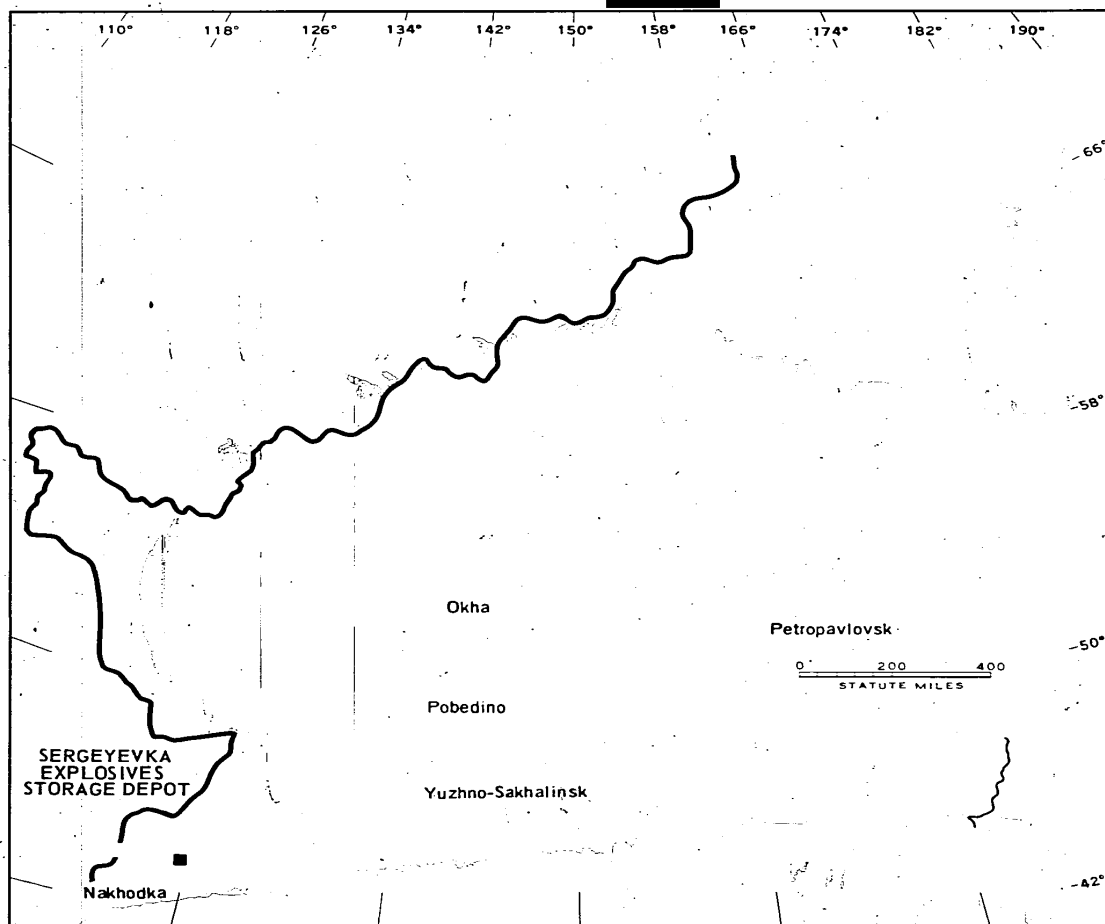 110° 118° 126° 134° 142° 150° 158° 166° 174° 182° 190°
66°
58°
Okha
Petropavlovsk
50°
0 200 400
STATUTE MILES
Pobedino
SERGEYEVKA
EXPLOSIVES
STORAGE DEPOT
Yuzhno-Sakhalinsk
Nakhodka
42°